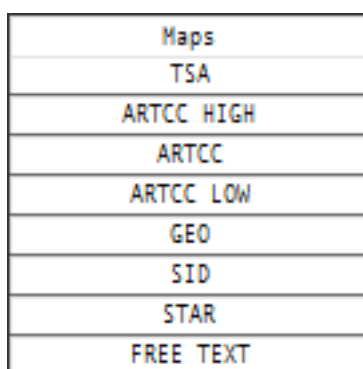 Maps
TSA
ARTCC HIGH
ARTCC
ARTCC LOW
GEO
SID
STAR
FREE TEXT